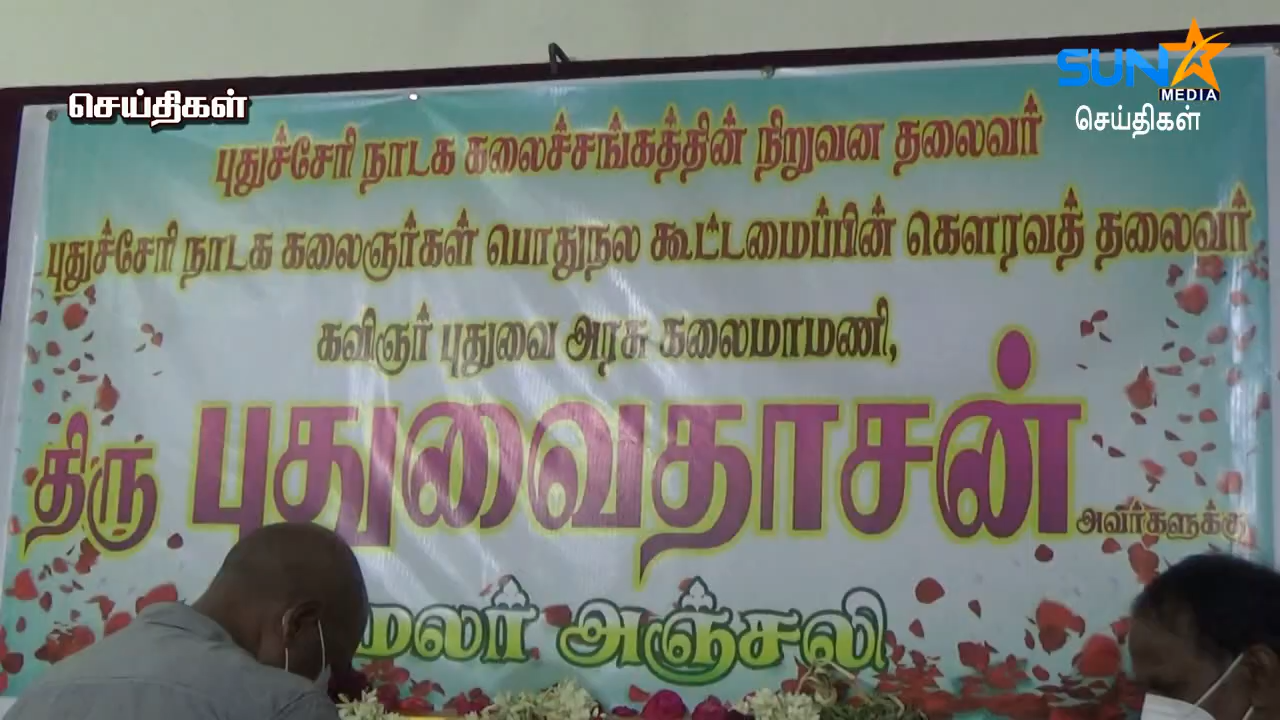 செய்திகள்
SUN MEDIA
செய்திகள்
புதுச்சேரி நாடக கலைச்சங்கத்தின் நிறுவன தலைவர்
புதுச்சேரி நாடக கலைஞர்கள் பொதுநல கூட்டமைப்பின் கௌரவத் தலைவர்
கவிஞர் புதுவை அரசு கலைமாமணி,
திரு புதுவைதாசன் அவர்களுக்கு
மலர் அஞ்சலி